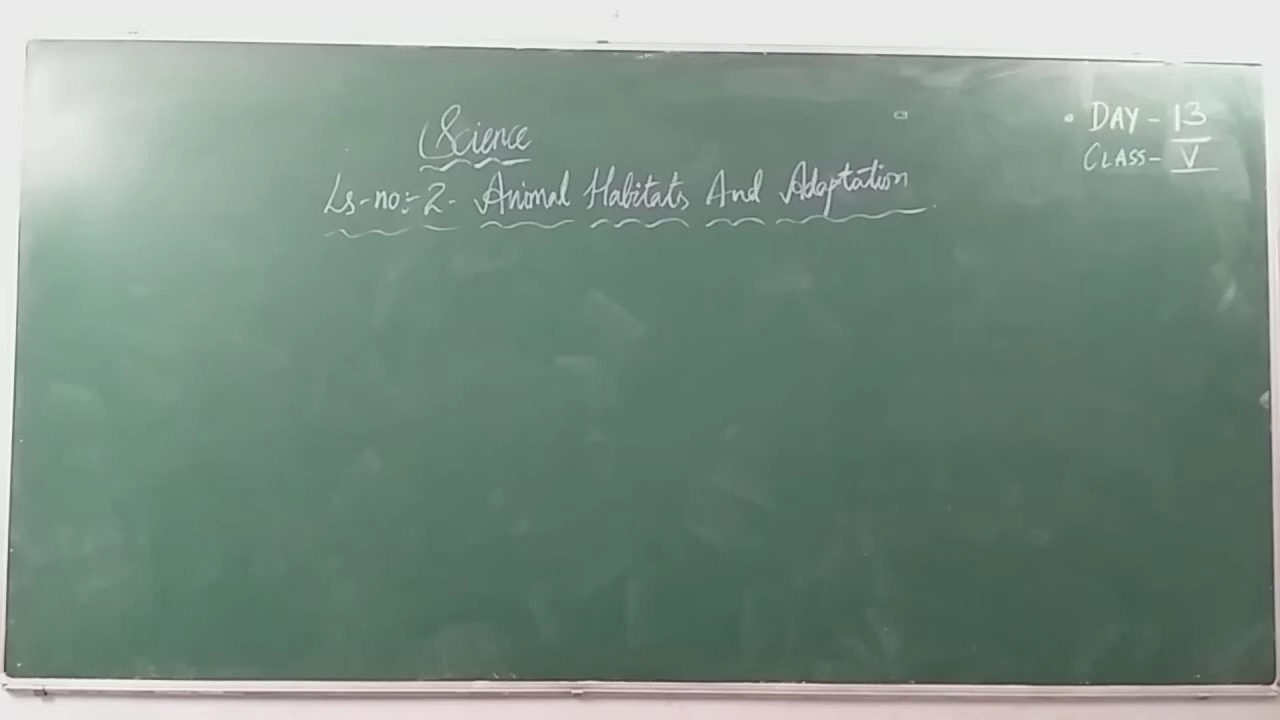 Science
Ls-no:-2- Animal Habitats And Adaptation
DAY - 13
CLASS- V